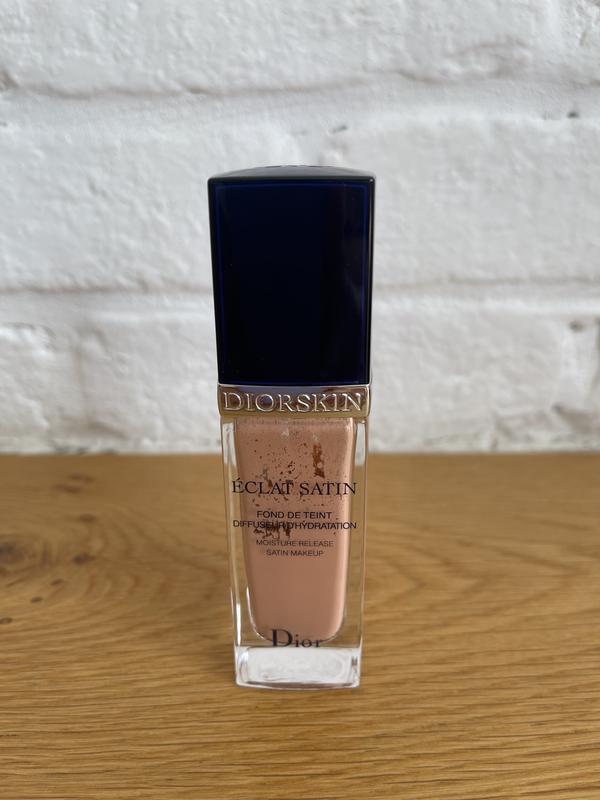 DIORSKIN
ÉCLAT SATIN
FOND DE TEINT
DIFFUSEUR D'HYDRATATION
MOISTURE RELEASE
SATIN MAKEUP
Dior